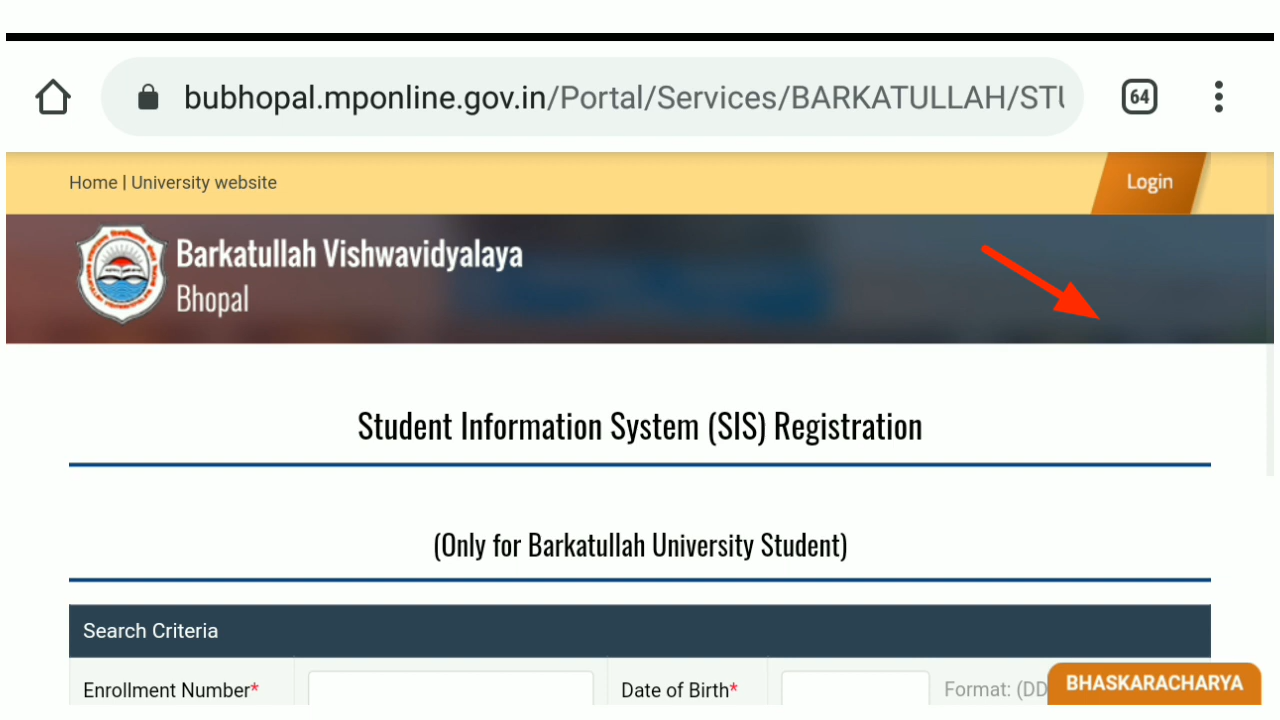 bubhopal.mponline.gov.in/Portal/Services/BARKATULLAH/STU
64
Home | University website
Login
Barkatullah Vishwavidyalaya
Bhopal
Student Information System (SIS) Registration
(Only for Barkatullah University Student)
Search Criteria
Enrollment Number* Date of Birth* Format: (DD
BHASKARACHARYA